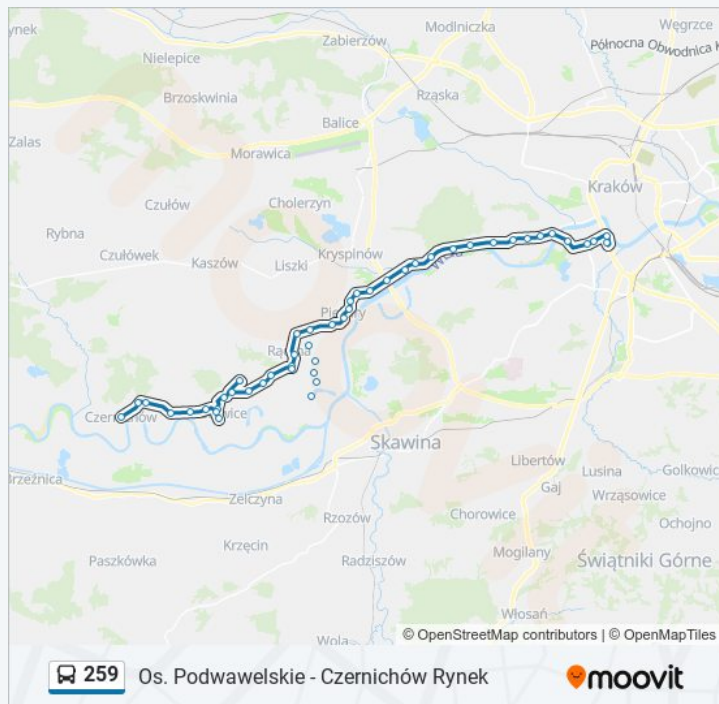 Węgrzce
Modlniczka
ynek
Zabierzów
Północna Obwodnica K
Nielepice
Rząska
Brzoskwinia
Zalas
Balice
Morawica
Kraków
Cholerzyn
Czułów
Rybna
Kryspinów
Czułówek
Kaszów
Liszki
Skawina
Libertów
Lusina
Brzeźnica
Gaj
Golkowic
Zelczyna
Wrząsowice
Chorowice
Rzozów
Ochojno
Krzęcin
Mogilany
Paszkówka
Radziszów
Świątniki Górne
Włosań
Wola
© OpenStreetMap contributors | © OpenMapTiles
259 Os. Podwawelskie - Czernichów Rynek
moovit